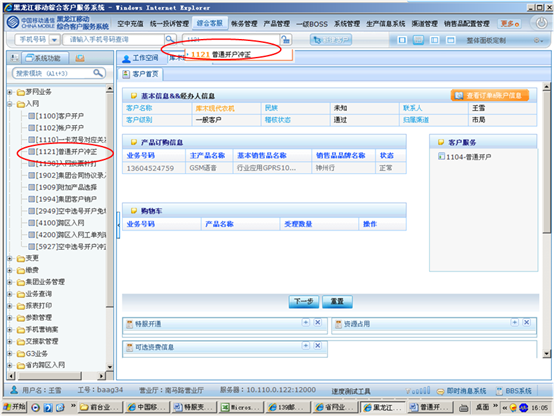 黑龙江移动综合客户服务系统 - Windows Internet Explorer
中国移动通信 CHINA MOBILE 黑龙江移动 综合客户服务系统
空中充值 统一投诉管理 综合客服 帐务管理 产品管理 一级BOSS 系统管理 生产信息系统 渠道管理 销售品配置管理 更多
手机号码 请输入手机号码查询 1121 整体面板定制
1121 普通开户冲正
系统功能 工作空间
搜索模块 (Alt+3) 客户首页
梦网业务
入网
[1100]客户开户
[1102]帐户开户
[1110]一卡双号对应关
[1121]普通开户冲正
[1138]入网发票补打
[1902]集团合同协议录入
[1909]附加产品选择
[1994]集团客户销户
[2949]空中选号开户免
[4100]跨区入网
[4200]跨区入网工单列
[5927]空中选号开户冲正
变更
缴费
集团业务管理
业务查询
报表打印
参数管理
手机营销案
交接款管理
G3业务
省内跨区入网
基本信息&&经办人信息 查看订单&账户信息
客户名称 库木现代农机 民族 未知 联系人 王雪
客户级别 一般客户 稽核状态 通过 归属渠道 市局
产品订购信息
业务号码 主产品名称 基本销售品名称 销售品品牌名称 状态
13604524759 GSM语音 行业应用GPRS10... 神州行 正常
客户服务
1104-普通开户
购物车
业务号码 产品名称 受理数量 操作
下一步 重置
特服开通 资源占用
可选资费信息
用户名：王雪 工号：baag34 营业厅：南马路营业厅 服务器：10.110.0.122:12000 速度测试工具 即时消息系统 BBS系统
开始 前台业... 中国移... 特服变... Micros... 139邮... 省网业... 黑龙江... 普通开... 桌面 16:05